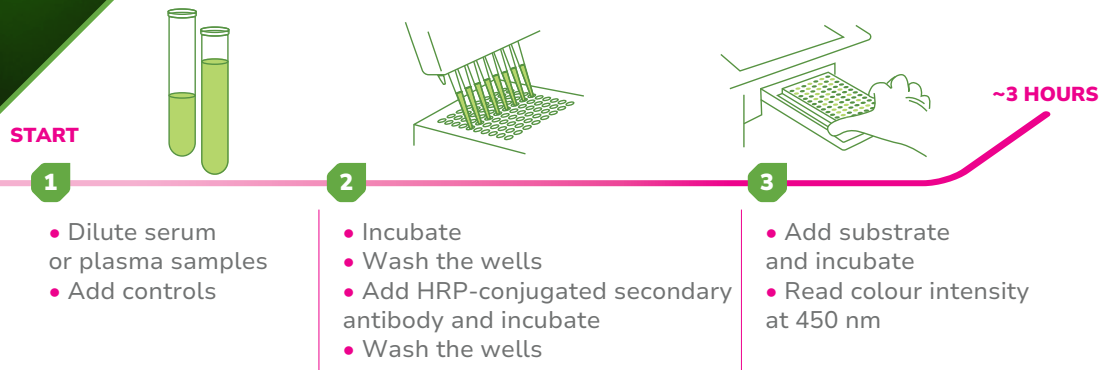 START
~3 HOURS
1
2
3
• Dilute serum
or plasma samples
• Add controls
• Incubate
• Wash the wells
• Add HRP-conjugated secondary
antibody and incubate
• Wash the wells
• Add substrate
and incubate
• Read colour intensity
at 450 nm